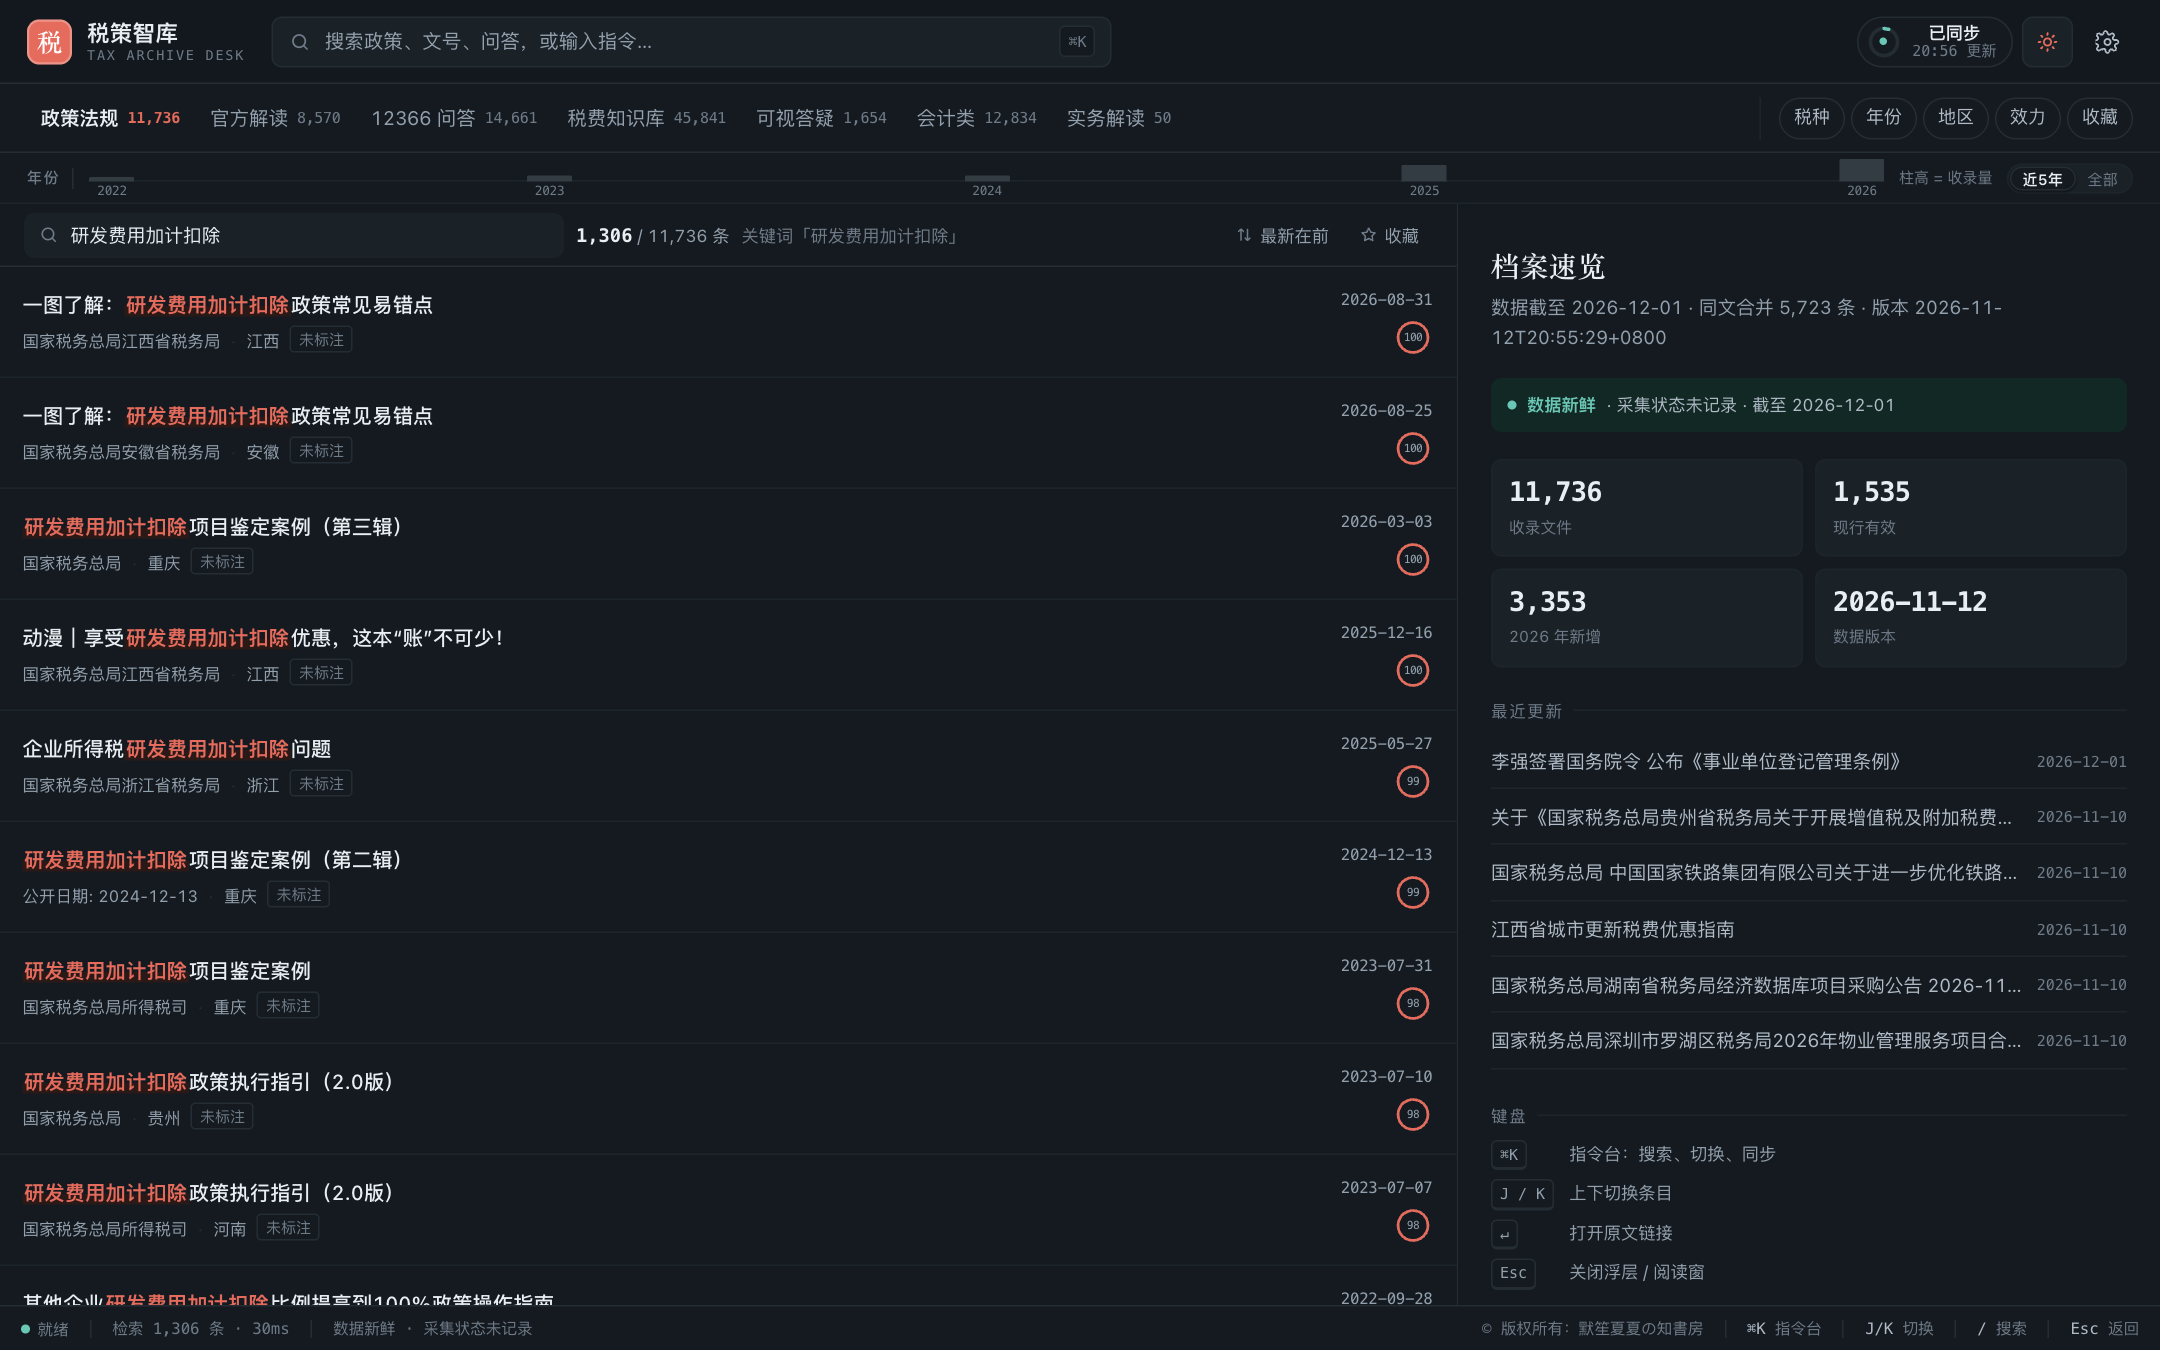 税
税策智库
TAX ARCHIVE DESK
搜索政策、文号、问答，或输入指令...
⌘K
已同步
20:56 更新
政策法规 11,736
官方解读 8,570
12366 问答 14,661
税费知识库 45,841
可视答疑 1,654
会计类 12,834
实务解读 50
税种
年份
地区
效力
收藏
年份
2022
2023
2024
2025
2026
柱高 = 收录量
近5年
全部
研发费用加计扣除
1,306 / 11,736 条 关键词「研发费用加计扣除」
最新在前
收藏
一图了解：研发费用加计扣除政策常见易错点
2026-08-31
国家税务总局江西省税务局 · 江西 未标注
100
一图了解：研发费用加计扣除政策常见易错点
2026-08-25
国家税务总局安徽省税务局 · 安徽 未标注
100
研发费用加计扣除项目鉴定案例（第三辑）
2026-03-03
国家税务总局 · 重庆 未标注
100
动漫｜享受研发费用加计扣除优惠，这本“账”不可少！
2025-12-16
国家税务总局江西省税务局 · 江西 未标注
100
企业所得税研发费用加计扣除问题
2025-05-27
国家税务总局浙江省税务局 · 浙江 未标注
99
研发费用加计扣除项目鉴定案例（第二辑）
2024-12-13
公开日期: 2024-12-13 · 重庆 未标注
99
研发费用加计扣除项目鉴定案例
2023-07-31
国家税务总局所得税司 · 重庆 未标注
98
研发费用加计扣除政策执行指引（2.0版）
2023-07-10
国家税务总局 · 贵州 未标注
98
研发费用加计扣除政策执行指引（2.0版）
2023-07-07
国家税务总局所得税司 · 河南 未标注
98
其他企业研发费用加计扣除比例提高到100%政策操作指南
2022-09-28
档案速览
数据截至 2026-12-01 · 同文合并 5,723 条 · 版本 2026-11-
12T20:55:29+0800
数据新鲜 · 采集状态未记录 · 截至 2026-12-01
11,736
收录文件
1,535
现行有效
3,353
2026 年新增
2026-11-12
数据版本
最近更新
李强签署国务院令 公布《事业单位登记管理条例》 2026-12-01
关于《国家税务总局贵州省税务局关于开展增值税及附加税费... 2026-11-10
国家税务总局 中国国家铁路集团有限公司关于进一步优化铁路... 2026-11-10
江西省城市更新税费优惠指南 2026-11-10
国家税务总局湖南省税务局经济数据库项目采购公告 2026-11... 2026-11-10
国家税务总局深圳市罗湖区税务局2026年物业管理服务项目合... 2026-11-10
键盘
⌘K 指令台：搜索、切换、同步
J / K 上下切换条目
↵ 打开原文链接
Esc 关闭浮层 / 阅读窗
就绪
检索 1,306 条 · 30ms
数据新鲜 · 采集状态未记录
© 版权所有：默笙夏夏の知書房
⌘K 指令台
J/K 切换
/ 搜索
Esc 返回